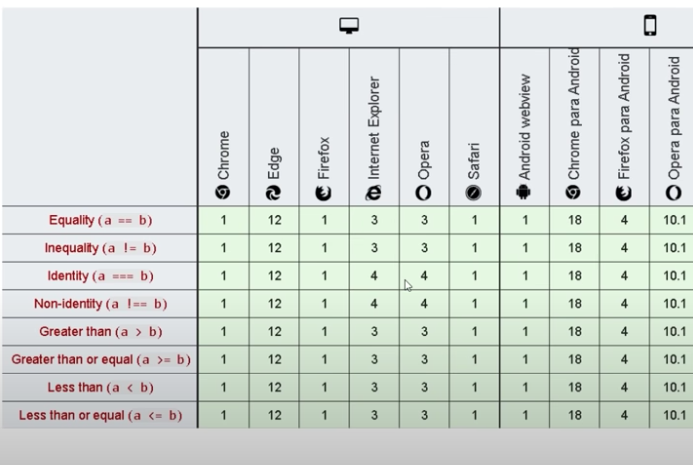 Chrome Edge Firefox Internet Explorer Opera Safari Android webview Chrome para Android Firefox para Android Opera para Android
Equality (a == b) 1 12 1 3 3 1 1 18 4 10.1
Inequality (a != b) 1 12 1 3 3 1 1 18 4 10.1
Identity (a === b) 1 12 1 4 4 1 1 18 4 10.1
Non-identity (a !== b) 1 12 1 4 4 1 1 18 4 10.1
Greater than (a > b) 1 12 1 3 3 1 1 18 4 10.1
Greater than or equal (a >= b) 1 12 1 3 3 1 1 18 4 10.1
Less than (a < b) 1 12 1 3 3 1 1 18 4 10.1
Less than or equal (a <= b) 1 12 1 3 3 1 1 18 4 10.1